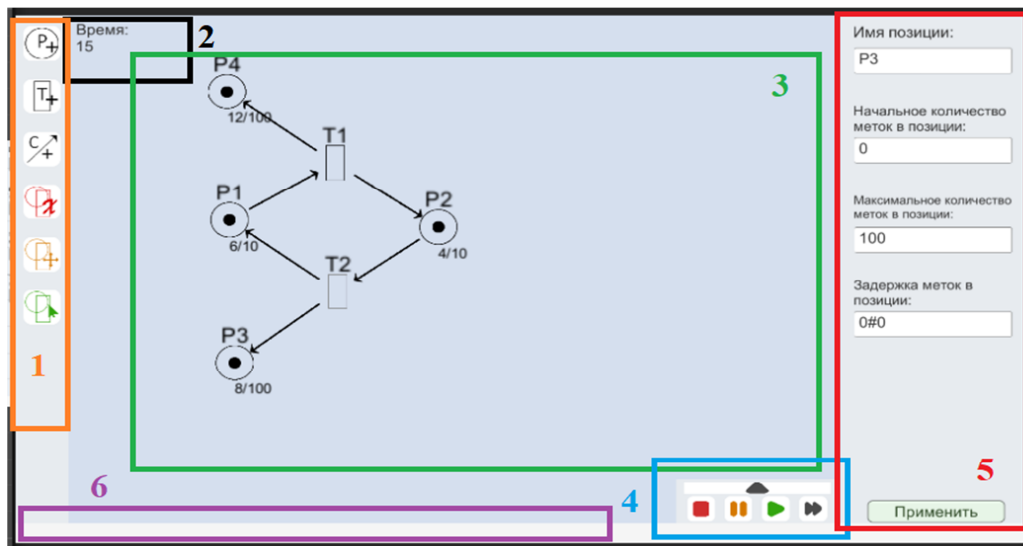 P+
Время:
15
2
Имя позиции:
P3
3
P4
T+
12/100
T1
Начальное количество
меток в позиции:
0
C
+
P1
P2
6/10
4/10
Максимальное количество
меток в позиции:
100
T2
Задержка меток в
позиции:
0#0
P3
1
8/100
6
4
5
Применить